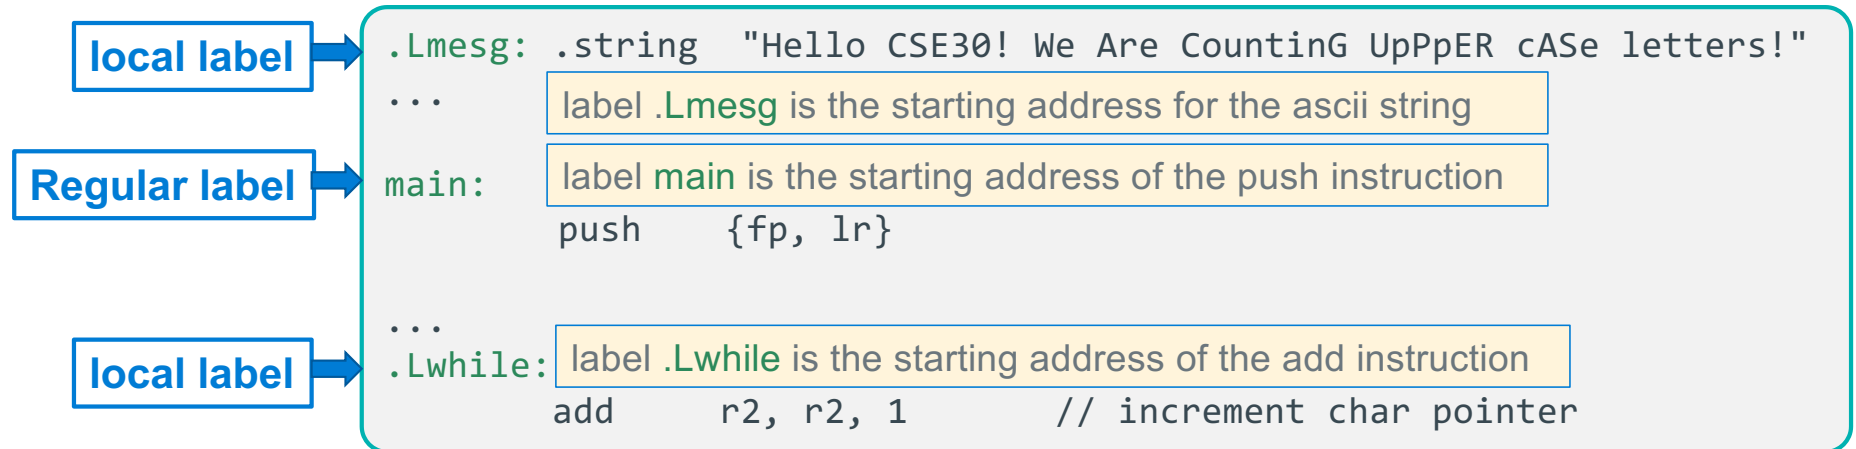 local label .Lmesg: .string "Hello CSE30! We Are CountinG UpPpER cASe letters!"
... label .Lmesg is the starting address for the ascii string
Regular label main: label main is the starting address of the push instruction
push {fp, lr}
...
local label .Lwhile: label .Lwhile is the starting address of the add instruction
add r2, r2, 1 // increment char pointer